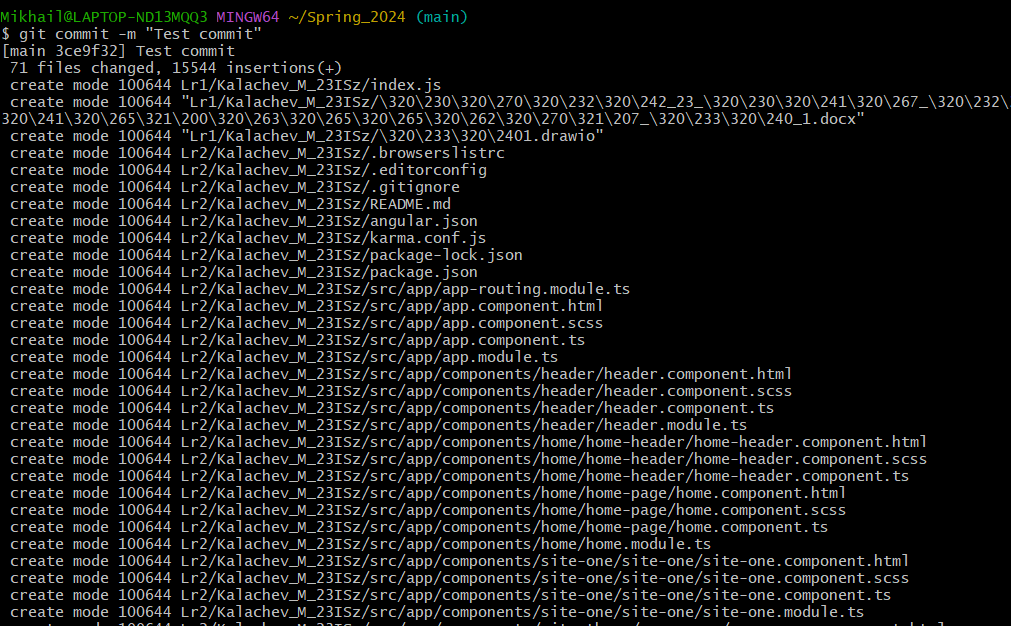 Mikhail@LAPTOP-ND13MQQ3 MINGW64 ~/Spring_2024 (main)
$ git commit -m "Test commit"
[main 3ce9f32] Test commit
 71 files changed, 15544 insertions(+)
 create mode 100644 Lr1/Kalachev_M_23ISz/index.js
 create mode 100644 "Lr1/Kalachev_M_23ISz/\320\230\320\270\320\232\320\242_23_\320\230\320\241\320\267_\320\232\
320\241\320\265\321\200\320\263\320\265\320\265\320\262\320\270\321\207_\320\233\320\240_1.docx"
 create mode 100644 "Lr1/Kalachev_M_23ISz/\320\233\320\2401.drawio"
 create mode 100644 Lr2/Kalachev_M_23ISz/.browserslistrc
 create mode 100644 Lr2/Kalachev_M_23ISz/.editorconfig
 create mode 100644 Lr2/Kalachev_M_23ISz/.gitignore
 create mode 100644 Lr2/Kalachev_M_23ISz/README.md
 create mode 100644 Lr2/Kalachev_M_23ISz/angular.json
 create mode 100644 Lr2/Kalachev_M_23ISz/karma.conf.js
 create mode 100644 Lr2/Kalachev_M_23ISz/package-lock.json
 create mode 100644 Lr2/Kalachev_M_23ISz/package.json
 create mode 100644 Lr2/Kalachev_M_23ISz/src/app/app-routing.module.ts
 create mode 100644 Lr2/Kalachev_M_23ISz/src/app/app.component.html
 create mode 100644 Lr2/Kalachev_M_23ISz/src/app/app.component.scss
 create mode 100644 Lr2/Kalachev_M_23ISz/src/app/app.component.ts
 create mode 100644 Lr2/Kalachev_M_23ISz/src/app/app.module.ts
 create mode 100644 Lr2/Kalachev_M_23ISz/src/app/components/header/header.component.html
 create mode 100644 Lr2/Kalachev_M_23ISz/src/app/components/header/header.component.scss
 create mode 100644 Lr2/Kalachev_M_23ISz/src/app/components/header/header.component.ts
 create mode 100644 Lr2/Kalachev_M_23ISz/src/app/components/header/header.module.ts
 create mode 100644 Lr2/Kalachev_M_23ISz/src/app/components/home/home-header/home-header.component.html
 create mode 100644 Lr2/Kalachev_M_23ISz/src/app/components/home/home-header/home-header.component.scss
 create mode 100644 Lr2/Kalachev_M_23ISz/src/app/components/home/home-header/home-header.component.ts
 create mode 100644 Lr2/Kalachev_M_23ISz/src/app/components/home/home-page/home.component.html
 create mode 100644 Lr2/Kalachev_M_23ISz/src/app/components/home/home-page/home.component.scss
 create mode 100644 Lr2/Kalachev_M_23ISz/src/app/components/home/home-page/home.component.ts
 create mode 100644 Lr2/Kalachev_M_23ISz/src/app/components/home/home.module.ts
 create mode 100644 Lr2/Kalachev_M_23ISz/src/app/components/site-one/site-one/site-one.component.html
 create mode 100644 Lr2/Kalachev_M_23ISz/src/app/components/site-one/site-one/site-one.component.scss
 create mode 100644 Lr2/Kalachev_M_23ISz/src/app/components/site-one/site-one/site-one.component.ts
 create mode 100644 Lr2/Kalachev_M_23ISz/src/app/components/site-one/site-one/site-one.module.ts